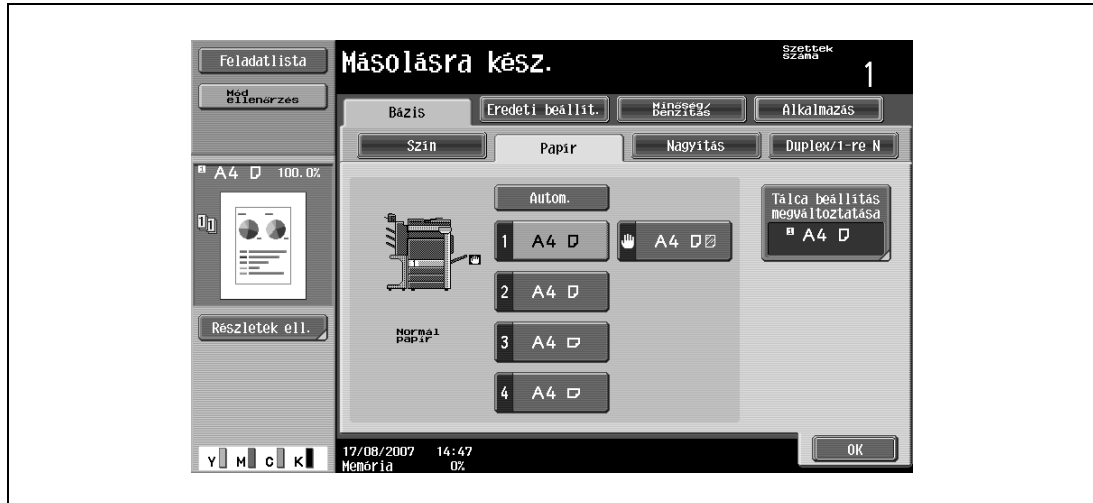 Feladatlista
Mód
ellenőrzés
Másolásra kész.
Szettek
száma
1
Bázis
Eredeti beállít.
Minőség/
Denzitás
Alkalmazás
Szín
Papír
Nagyítás
Duplex/1-re N
A4 100.0%
Autom.
1 A4
A4
2 A4
3 A4
4 A4
Normál
papír
Tálca beállítás
megváltoztatása
A4
Részletek ell.
Y M C K
17/08/2007 14:47
Memória 0%
OK